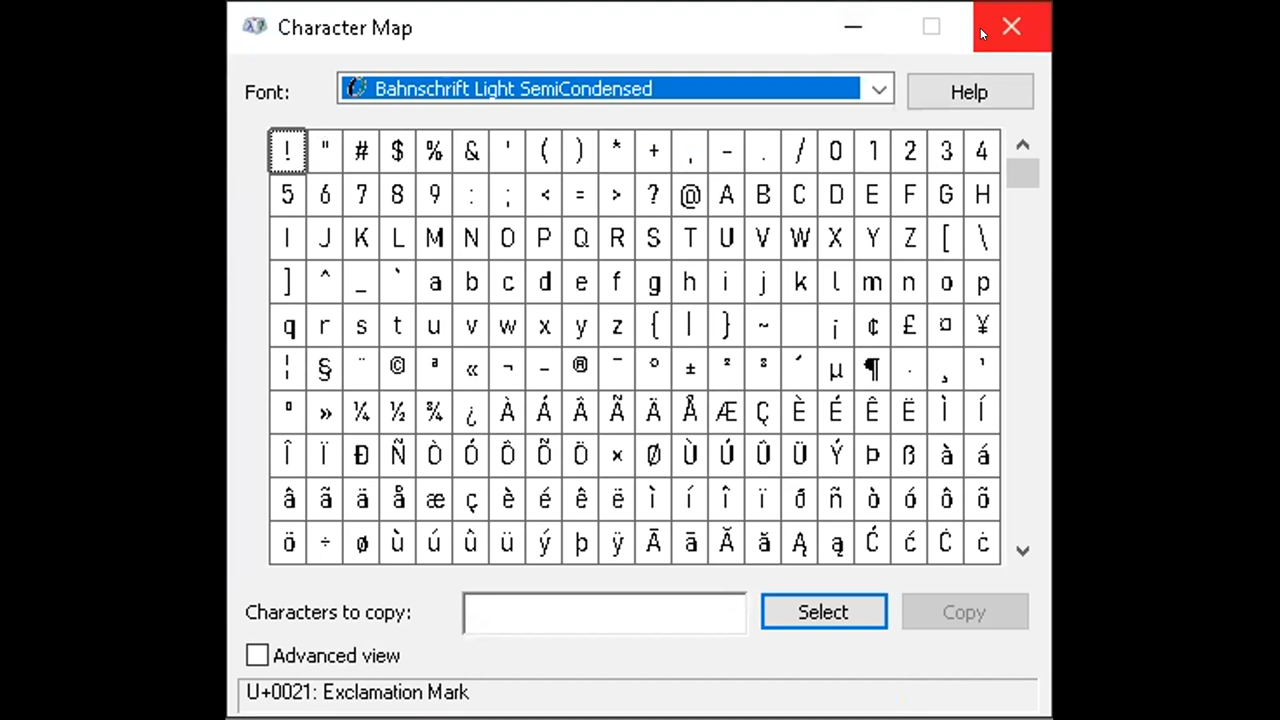 Character Map
Font: Bahnschrift Light SemiCondensed Help
! " # $ % & ' ( ) * + , - . / 0 1 2 3 4
5 6 7 8 9 : ; < = > ? @ A B C D E F G H
I J K L M N O P Q R S T U V W X Y Z [ \
] ^ _ ` a b c d e f g h i j k l m n o p
q r s t u v w x y z { | } ~ ¡ ¢ £ ¤ ¥
¦ § ¨ © ª « ¬ - ® ¯ ° ± ² ³ ´ µ ¶ · ¸ ¹
º » ¼ ½ ¾ ¿ À Á Â Ã Ä Å Æ Ç È É Ê Ë Ì Í
Î Ï Ð Ñ Ò Ó Ô Õ Ö × Ø Ù Ú Û Ü Ý Þ ß à á
â ã ä å æ ç è é ê ë ì í î ï ð ñ ò ó ô õ
ö ÷ ø ù ú û ü ý þ ÿ Ā ā Ă ă Ą ą Ć ć Ċ ċ
Characters to copy: Select Copy
Advanced view
U+0021: Exclamation Mark